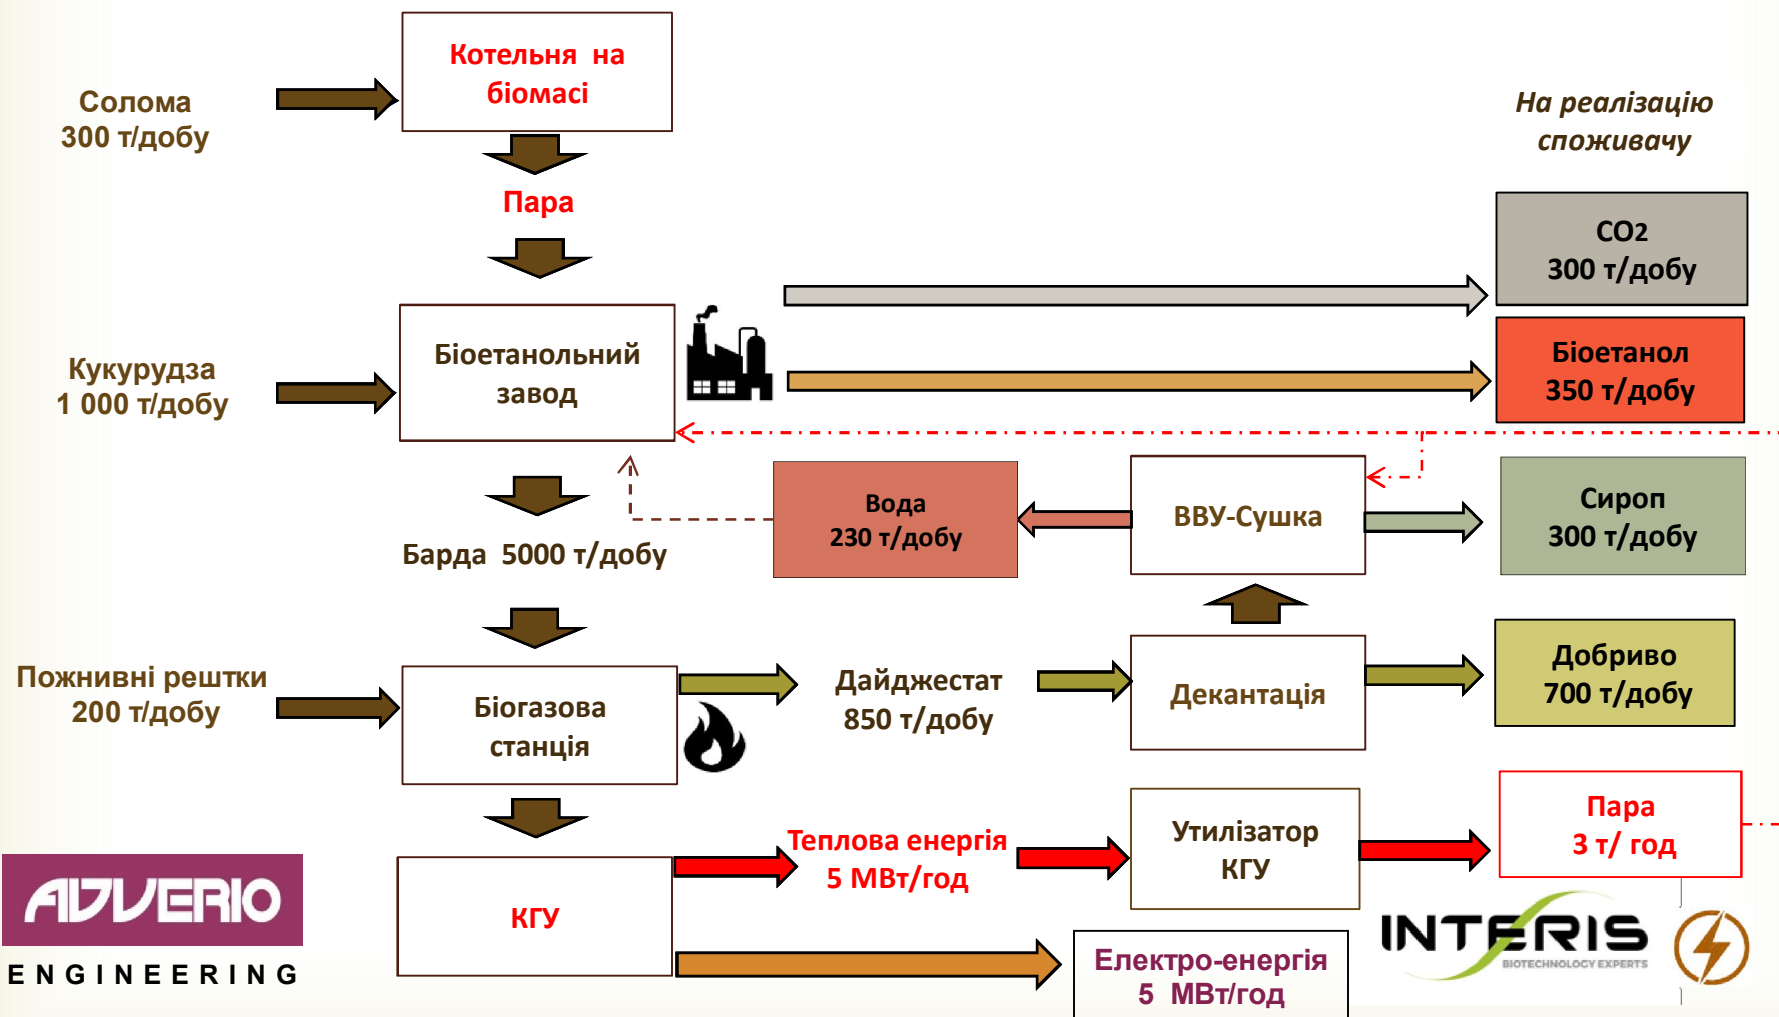 Котельня на
біомасі
Солома
300 т/добу
На реалізацію
споживачу
Пара
СО2
300 т/добу
Біоетанольний
завод
Кукурудза
1 000 т/добу
Біоетанол
350 т/добу
Вода
230 т/добу
ВВУ-Сушка
Сироп
300 т/добу
Барда 5000 т/добу
Пожнивні рештки
200 т/добу
Біогазова
станція
Дайджестат
850 т/добу
Декантація
Добриво
700 т/добу
КГУ
Теплова енергія
5 МВт/год
Утилізатор
КГУ
Пара
3 т/ год
Електро-енергія
5 МВт/год
ADVERIO
ENGINEERING
INTERIS
BIOTECHNOLOGY EXPERTS